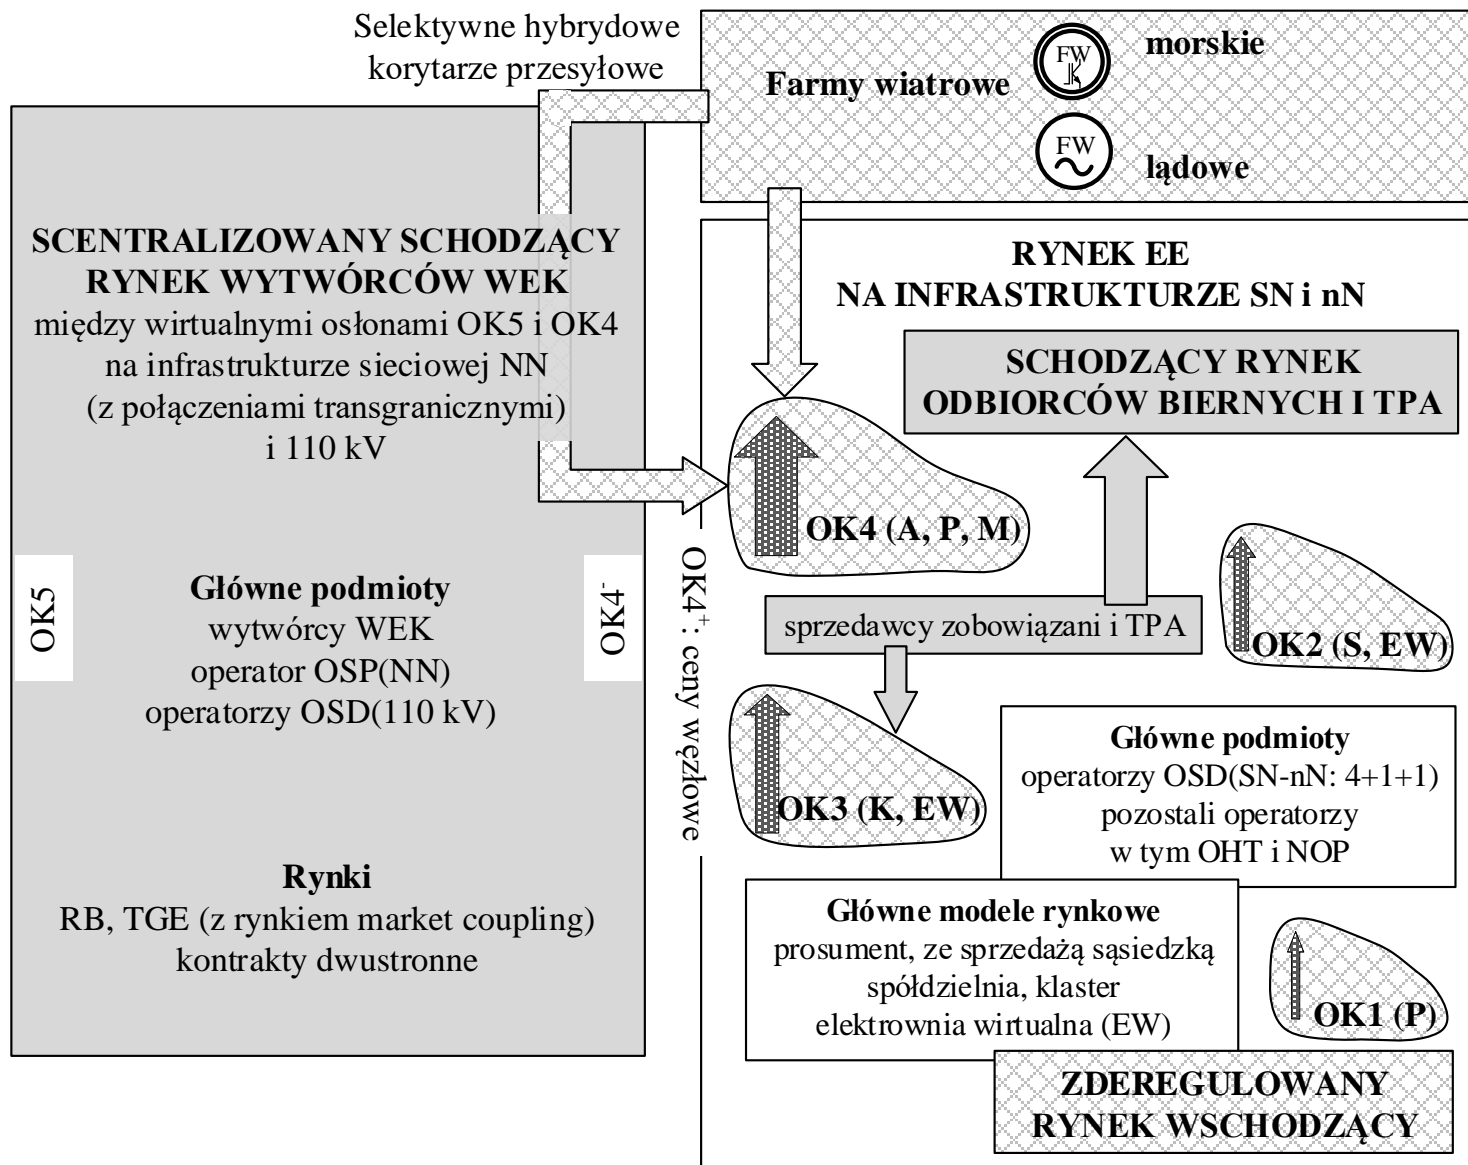 Selektywne hybrydowe
korytarze przesyłowe
Farmy wiatrowe
FW
morskie
FW
lądowe
SCENTRALIZOWANY SCHODZĄCY
RYNEK WYTWÓRCÓW WEK
między wirtualnymi osłonami OK5 i OK4
na infrastrukturze sieciowej NN
(z połączeniami transgranicznymi)
i 110 kV
OK5
OK4⁻
Główne podmioty
wytwórcy WEK
operator OSP(NN)
operatorzy OSD(110 kV)
Rynki
RB, TGE (z rynkiem market coupling)
kontrakty dwustronne
OK4⁺: ceny węzłowe
RYNEK EE
NA INFRASTRUKTURZE SN i nN
SCHODZĄCY RYNEK
ODBIORCÓW BIERNYCH I TPA
OK4 (A, P, M)
OK2 (S, EW)
sprzedawcy zobowiązani i TPA
OK3 (K, EW)
Główne podmioty
operatorzy OSD(SN-nN: 4+1+1)
pozostali operatorzy
w tym OHT i NOP
Główne modele rynkowe
prosument, ze sprzedażą sąsiedzką
spółdzielnia, klaster
elektrownia wirtualna (EW)
OK1 (P)
ZDEREGULOWANY
RYNEK WSCHODZĄCY